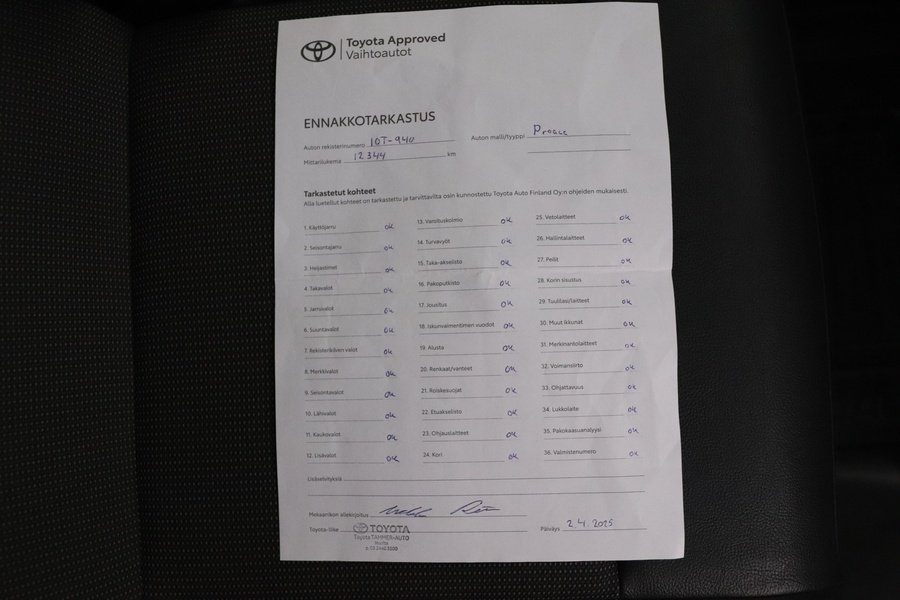 Toyota Approved
Vaihtoautot
ENNAKKOTARKASTUS
Auton rekisterinumero IOT-940
Auton malli/tyyppi Proace
Mittarilukema 12344 km
Tarkastetut kohteet
Alla luetellut kohteet on tarkastettu ja tarvittavilta osin kunnostettu Toyota Auto Finland Oy:n ohjeiden mukaisesti.
1. Käyttöjarru OK
2. Seisontajarru OK
3. Heijastimet OK
4. Takavalot OK
5. Jarruvalot OK
6. Suuntavalot OK
7. Rekisterikilven valot OK
8. Merkkivalot OK
9. Seisontavalot OK
10. Lähivalot OK
11. Kaukovalot OK
12. Lisävalot OK
13. Varoituskolmio OK
14. Turvavyöt OK
15. Taka-akselisto OK
16. Pakoputkisto OK
17. Jousitus OK
18. Iskunvaimentimen vuodot OK
19. Alusta OK
20. Renkaat/vanteet OK
21. Roiskesuojat OK
22. Etuakselisto OK
23. Ohjauslaitteet OK
24. Kori OK
25. Vetolaitteet OK
26. Hallintalaitteet OK
27. Peilit OK
28. Korin sisustus OK
29. Tuulilasi/laitteet OK
30. Muut ikkunat OK
31. Merkinantolaitteet OK
32. Voimansiirto OK
33. Ohjattavuus OK
34. Lukkolaite OK
35. Pakokaasuanalyysi OK
36. Valmistenumero OK
Lisäselvityksiä
Mekaanikon allekirjoitus
Toyota-liike TOYOTA
Toyota TAMMER-AUTO
Päiväys 2.4.2025